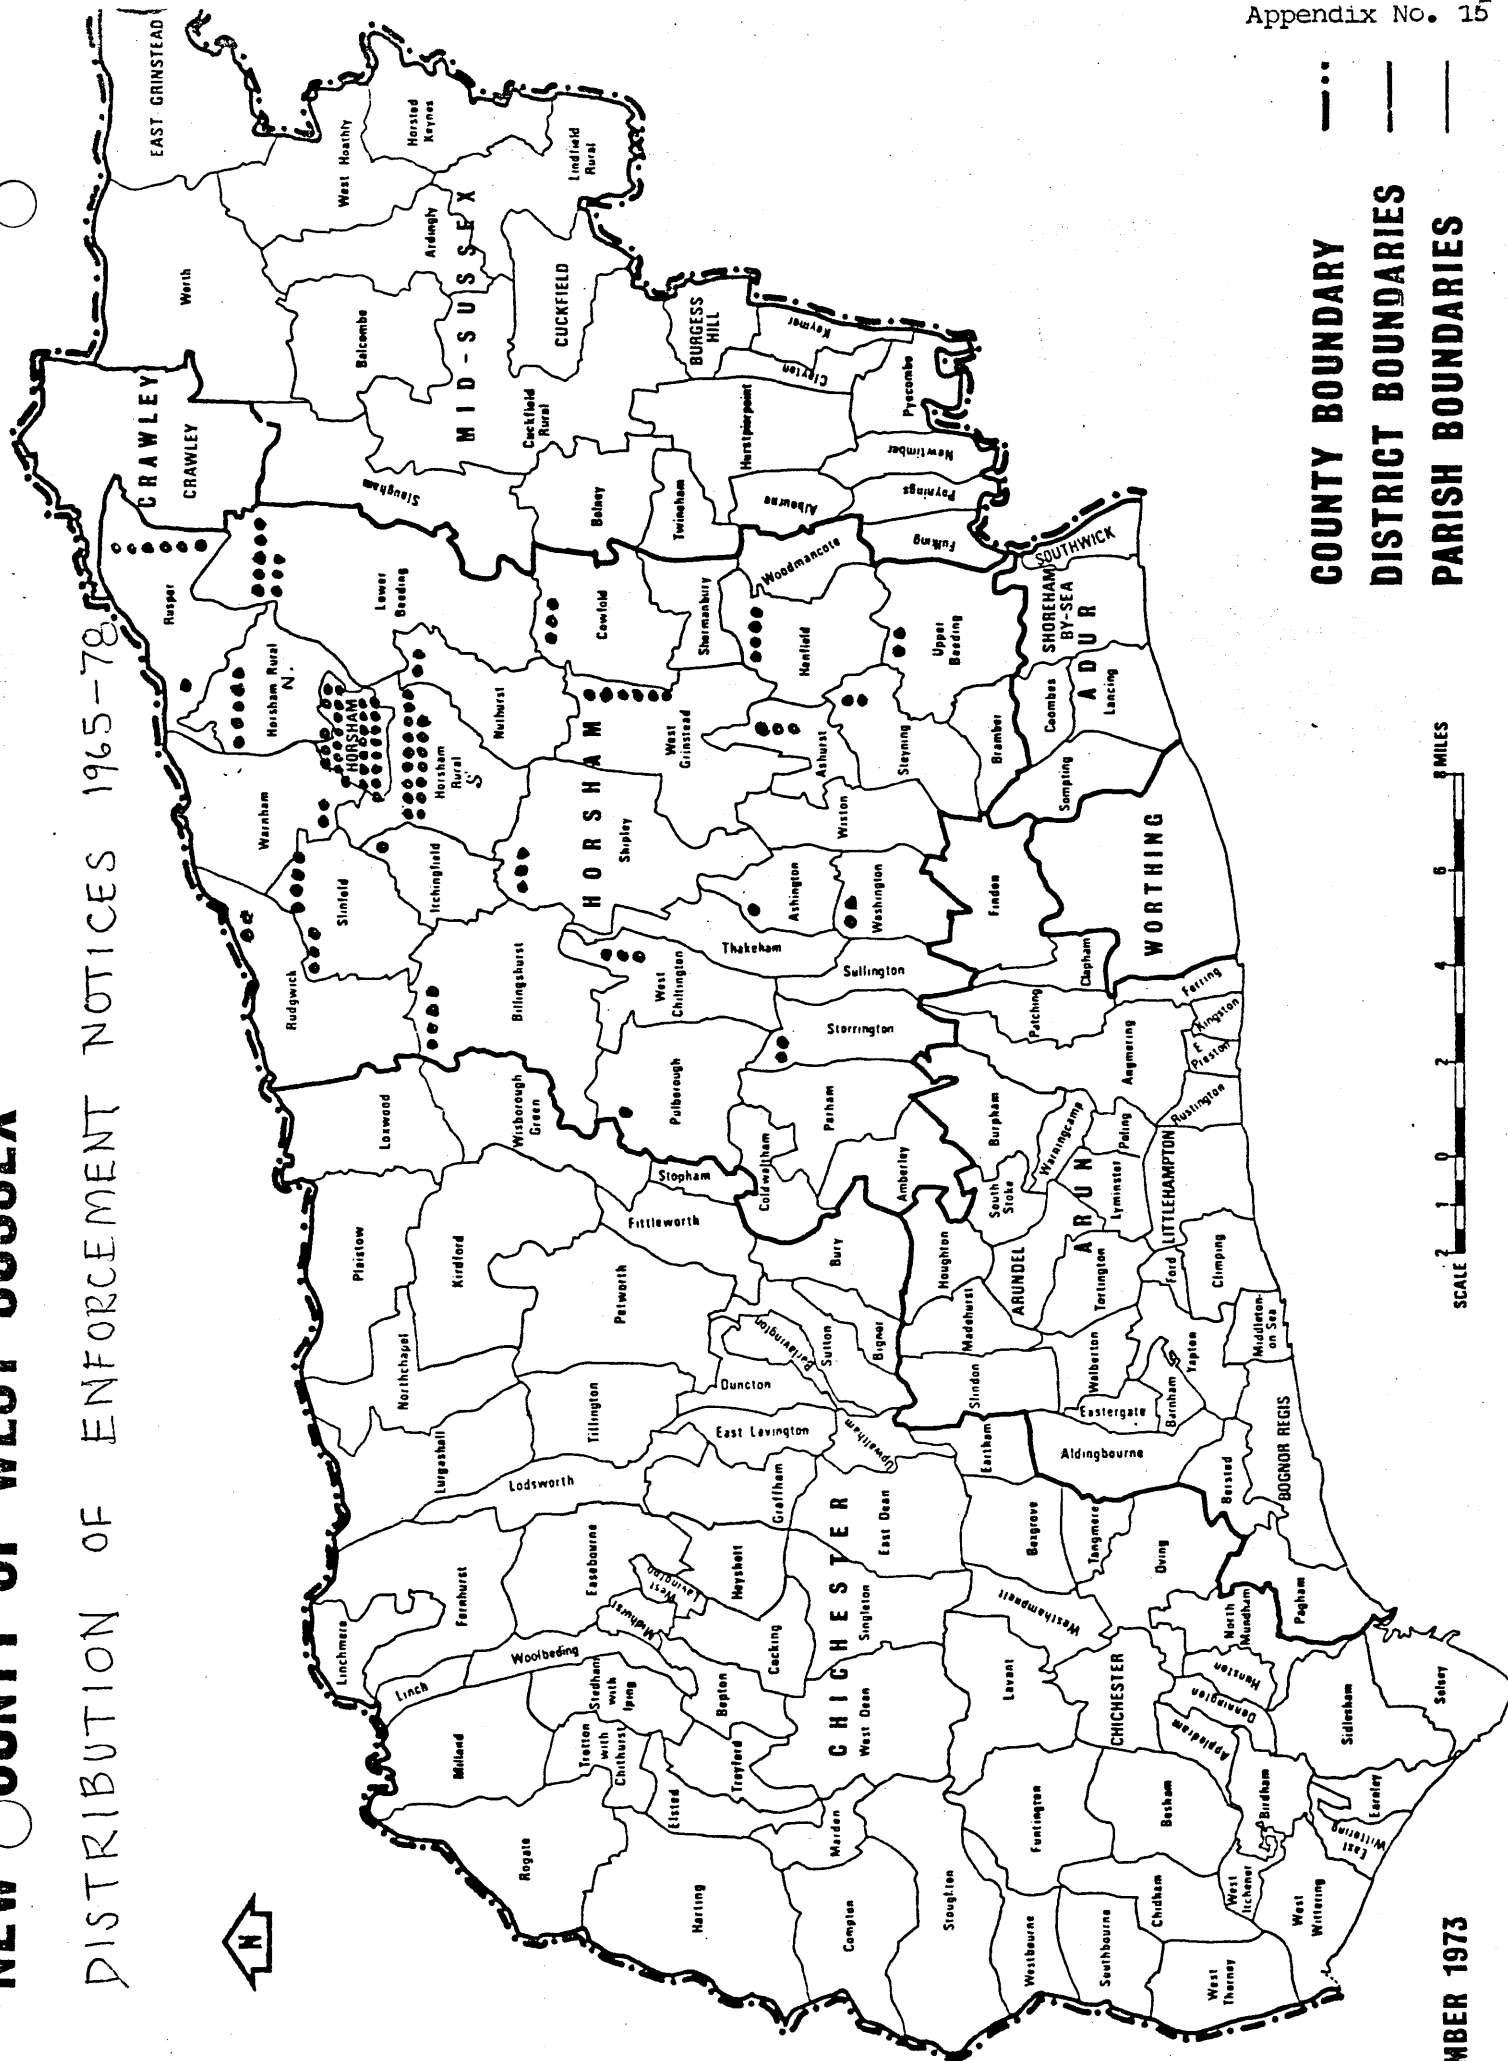 Appendix No. 15
NEW COUNTY OF WEST SUSSEX
DISTRIBUTION OF ENFORCEMENT NOTICES 1965-78
N
EAST GRINSTEAD
Worth
CRAWLEY
CRAWLEY
West Hoathly
Horsted
Keynes
Ardingly
Lindfield
Rural
Balcombe
MID-SUSSEX
CUCKFIELD
Cuckfield
Rural
Slaugham
Bolney
Twineham
BURGESS
HILL
Keymer
Clayton
Hurstpierpoint
Pyecombe
Newtimber
Poynings
Albourne
Fulking
Rusper
Lower
Beeding
Horsham Rural
N.
HORSHAM
Horsham
Rural
S
Nuthurst
Warnham
Slinfold
Itchingfield
Rudgwick
Billingshurst
HORSHAM
Shipley
West
Grinstead
Cowfold
Shermanbury
Woodmancote
Henfield
Upper
Beeding
Ashurst
Steyning
Bramber
Wiston
Ashington
Washington
Thakeham
Sullington
West
Chiltington
Storrington
Pulborough
Parham
Coldwaltham
Amberley
SOUTHWICK
SHOREHAM
BY-SEA
ADUR
Coombes
Lancing
Sompting
WORTHING
Findon
Clapham
Patching
Ferring
Kingston
E
Preston
Angmering
Rustington
Burpham
Warningcamp
Poling
Lyminster
LITTLEHAMPTON
South
Stoke
ARUN
Houghton
ARUNDEL
Madehurst
Tortington
Ford
Climping
Slindon
Walberton
Yapton
Middleton-
on Sea
Barnham
Eastergate
Aldingbourne
Bersted
BOGNOR REGIS
Pagham
Loxwood
Wisborough
Green
Plaistow
Kirdford
Stopham
Fittleworth
Northchapel
Petworth
Bury
Bignor
Sutton
Barlavington
Duncton
Tillington
Lurgashall
Lodsworth
East Lavington
Upwaltham
Eartham
Graffham
East Dean
Boxgrove
Tangmere
Oving
Fernhurst
Linchmere
Easebourne
West
Lavington
Heyshott
Midhurst
Woolbeding
Linch
Cocking
CHICHESTER
Singleton
West Dean
Westhampnett
Lavant
North
Mundham
Hunston
CHICHESTER
Donnington
Appledram
Sidlesham
Selsey
Milland
Stedham
with
Iping
Trotton
with
Chithurst
Bepton
Treyford
Elsted
Rogate
Harting
Marden
Compton
Stoughton
Funtington
Bosham
Birdham
Earnley
East
Wittering
West
Itchenor
West
Wittering
Chidham
Westbourne
Southbourne
West
Thorney
COUNTY BOUNDARY
DISTRICT BOUNDARIES
PARISH BOUNDARIES
SCALE 2 1 0 2 4 6 8 MILES
MBER 1973